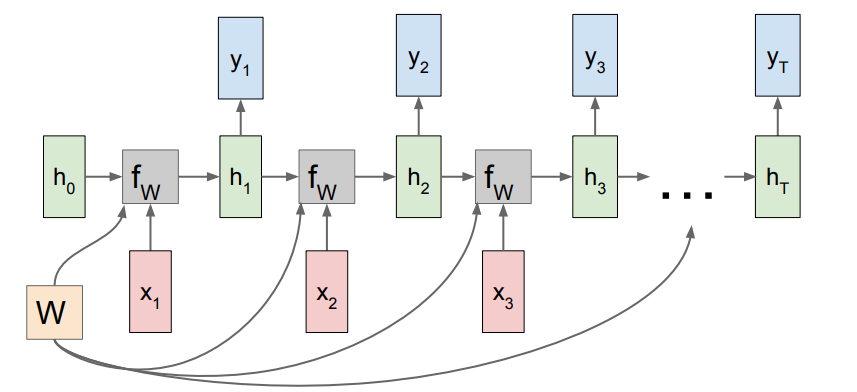 y1 y2 y3 yT
h0 fW h1 fW h2 fW h3 ... hT
x1 x2 x3
W